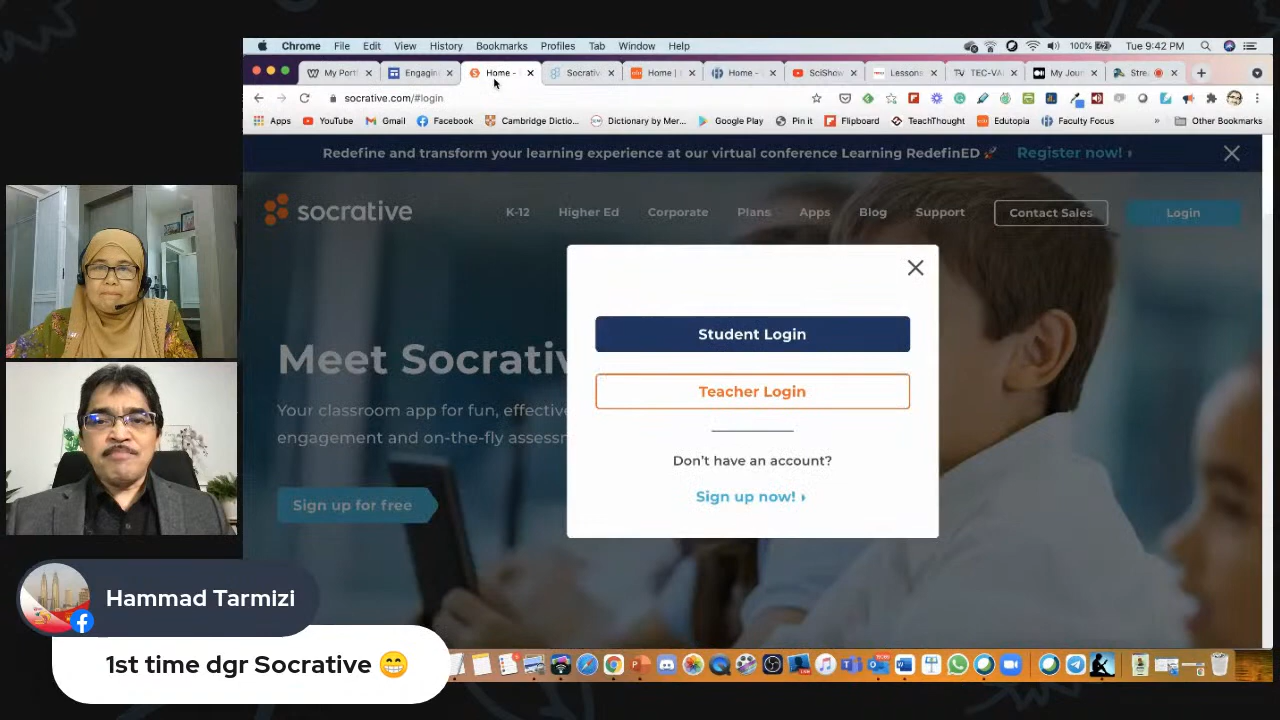 Chrome File Edit View History Bookmarks Profiles Tab Window Help 100% Tue 9:42 PM
My Port Engagin Home - Socrative Home | Home - SciShow Lessons TEC-VA My Jour Stre
socrative.com/#login
Apps YouTube Gmail Facebook Cambridge Dictio... Dictionary by Mer... Google Play Pin it Flipboard TeachThought Edutopia Faculty Focus » Other Bookmarks
Redefine and transform your learning experience at our virtual conference Learning RedefinED 🚀 Register now!
socrative K-12 Higher Ed Corporate Plans Apps Blog Support Contact Sales Login
Student Login
Meet Socrativ
Teacher Login
Your classroom app for fun, effective
engagement and on-the-fly assessm
Don't have an account?
Sign up now!
Sign up for free
Hammad Tarmizi
1st time dgr Socrative 😁